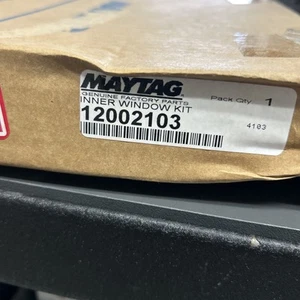 MAYTAG
GENUINE FACTORY PARTS
Pack Qty 1
INNER WINDOW KIT
12002103
4103